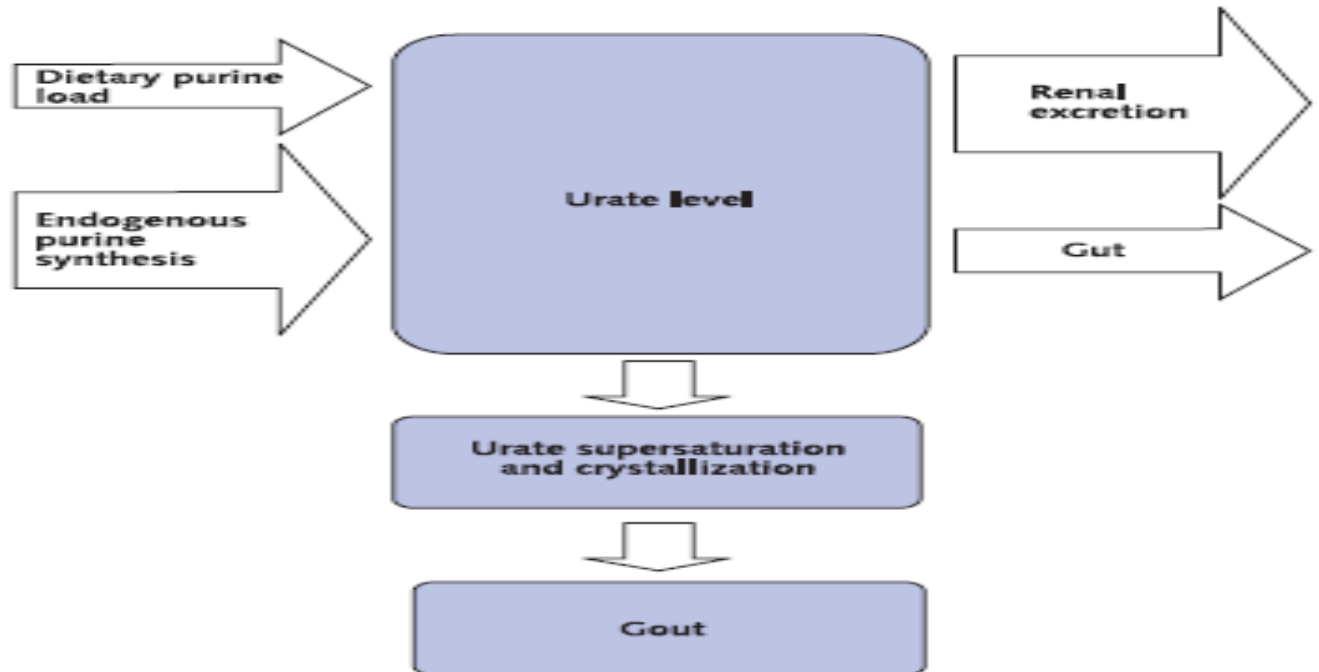 Dietary purine
load
Endogenous
purine
synthesis
Urate level
Renal
excretion
Gut
Urate supersaturation
and crystallization
Gout